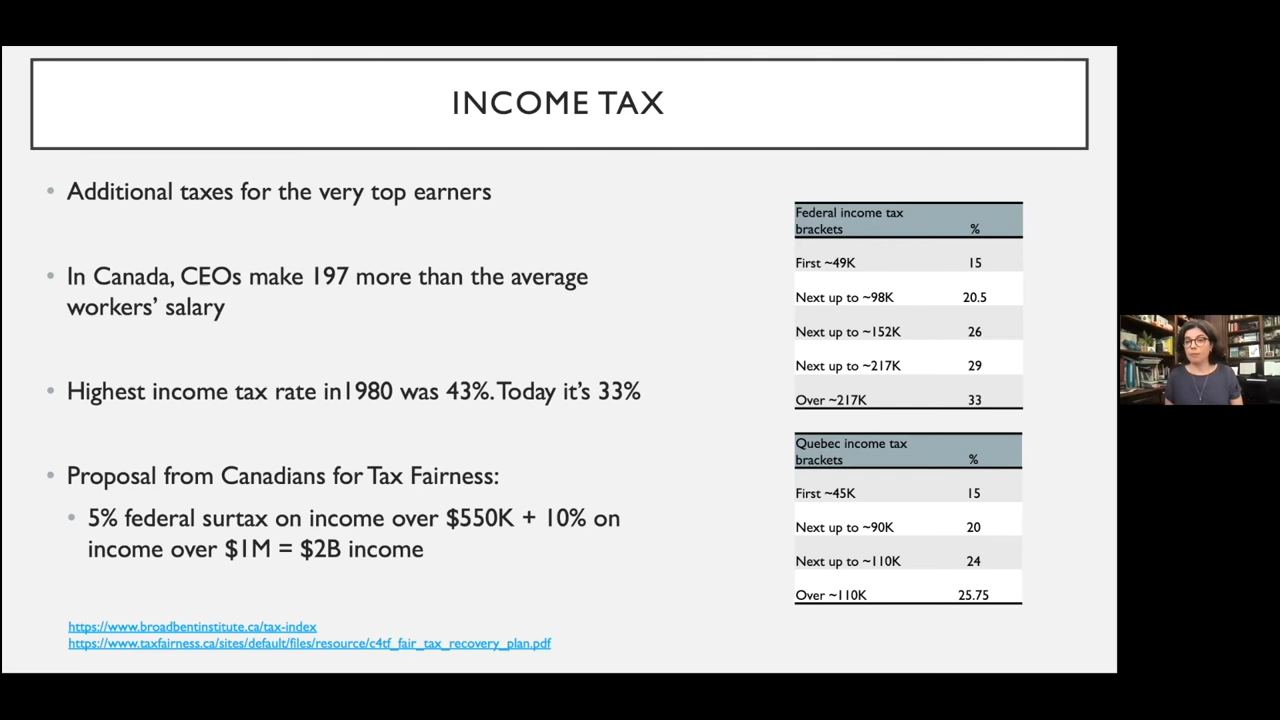 INCOME TAX
• Additional taxes for the very top earners
• In Canada, CEOs make 197 more than the average
workers' salary
• Highest income tax rate in1980 was 43%. Today it's 33%
• Proposal from Canadians for Tax Fairness:
• 5% federal surtax on income over $550K + 10% on
income over $1M = $2B income
https://www.broadbentinstitute.ca/tax-index
https://www.taxfairness.ca/sites/default/files/resource/c4tf_fair_tax_recovery_plan.pdf
Federal income tax
brackets %
First ~49K 15
Next up to ~98K 20.5
Next up to ~152K 26
Next up to ~217K 29
Over ~217K 33
Quebec income tax
brackets %
First ~45K 15
Next up to ~90K 20
Next up to ~110K 24
Over ~110K 25.75